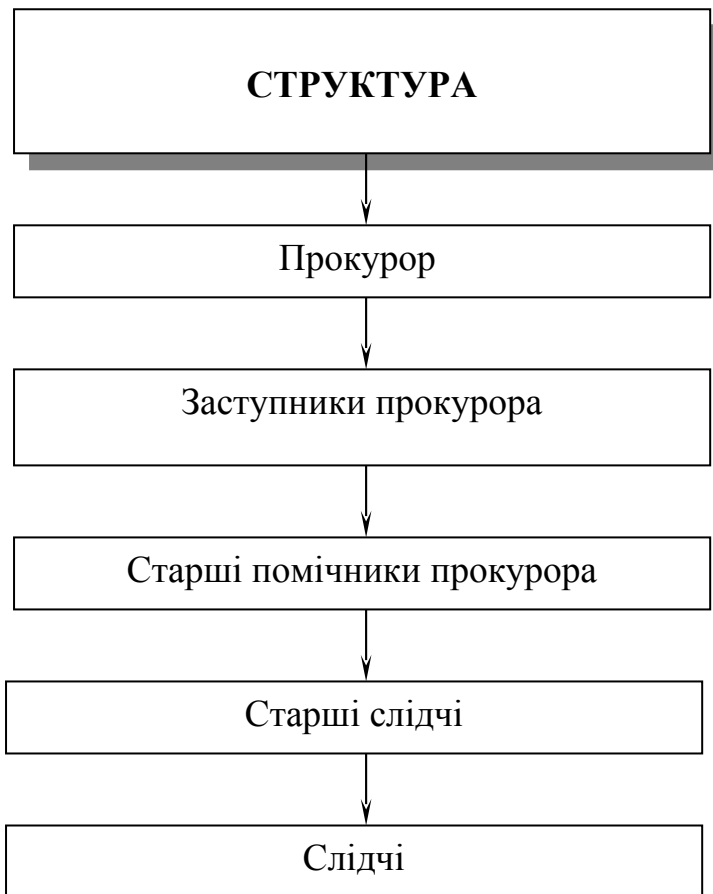 СТРУКТУРА
Прокурор
Заступники прокурора
Старші помічники прокурора
Старші слідчі
Слідчі